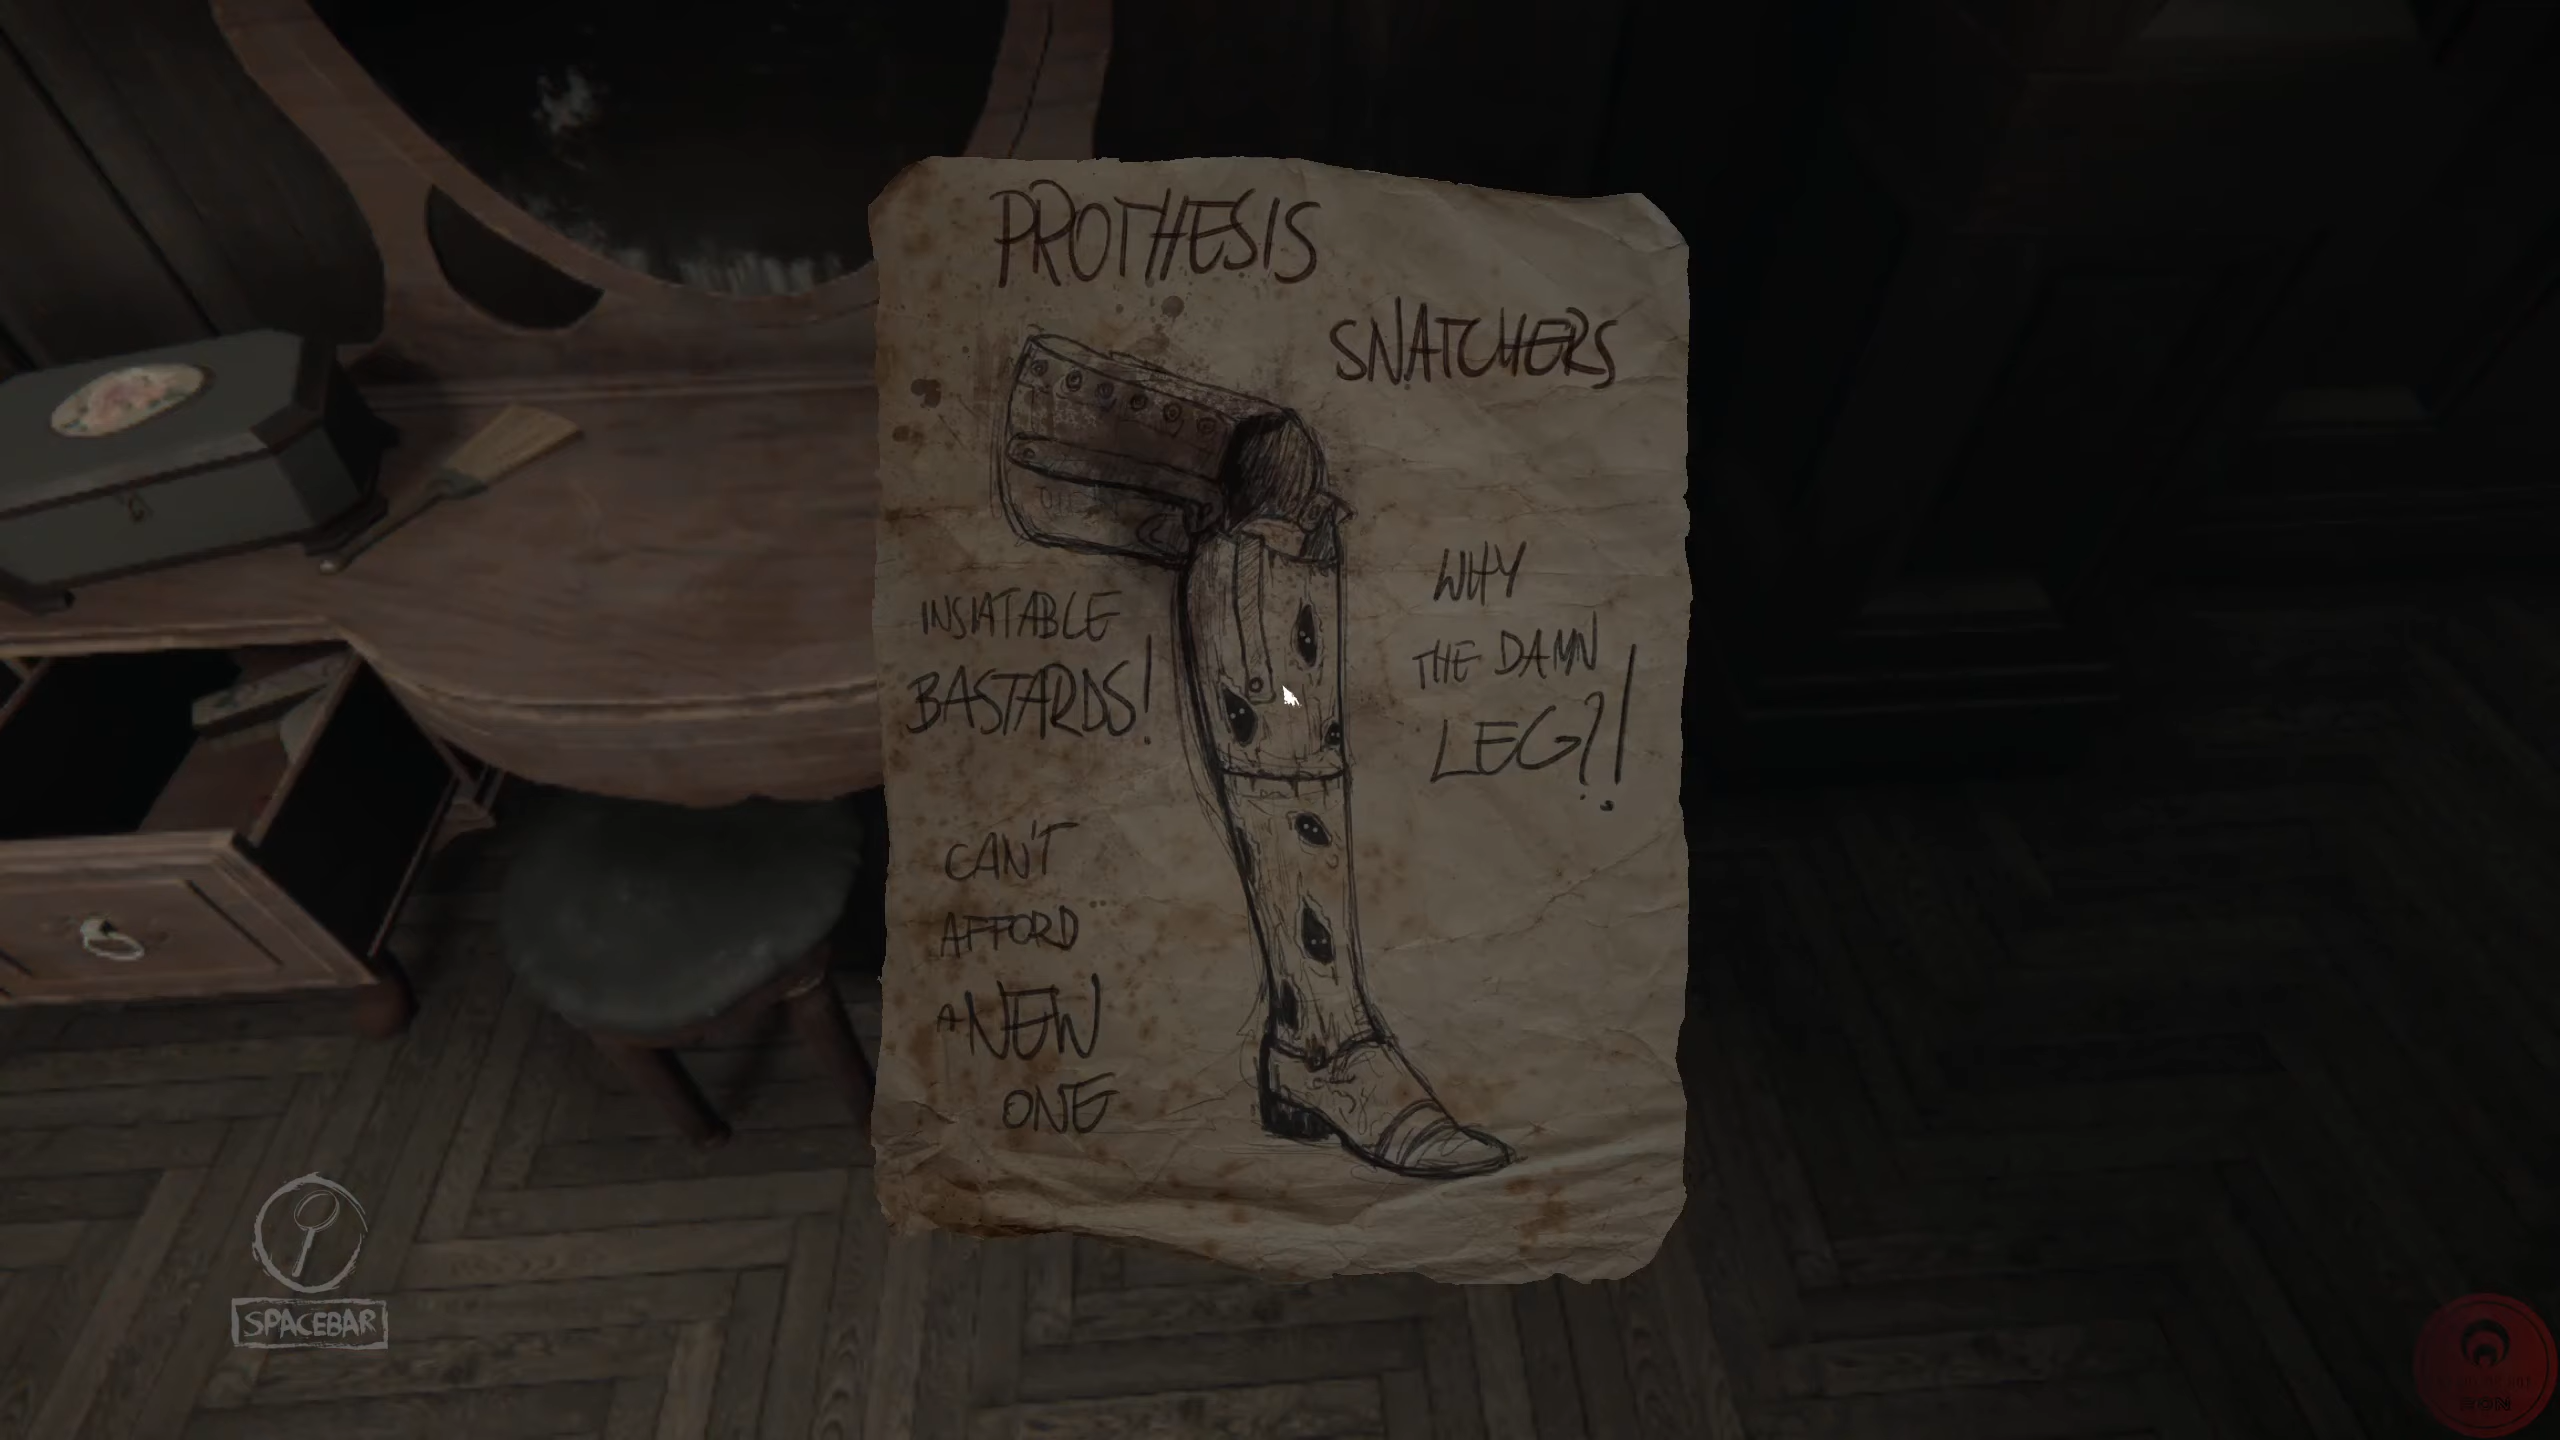 PROTHESIS
SNATCHERS
INSIATABLE
BASTARDS!
WHY
THE DAMN
LEG?!
CAN'T
AFFORD
A NEW
ONE
SPACEBAR